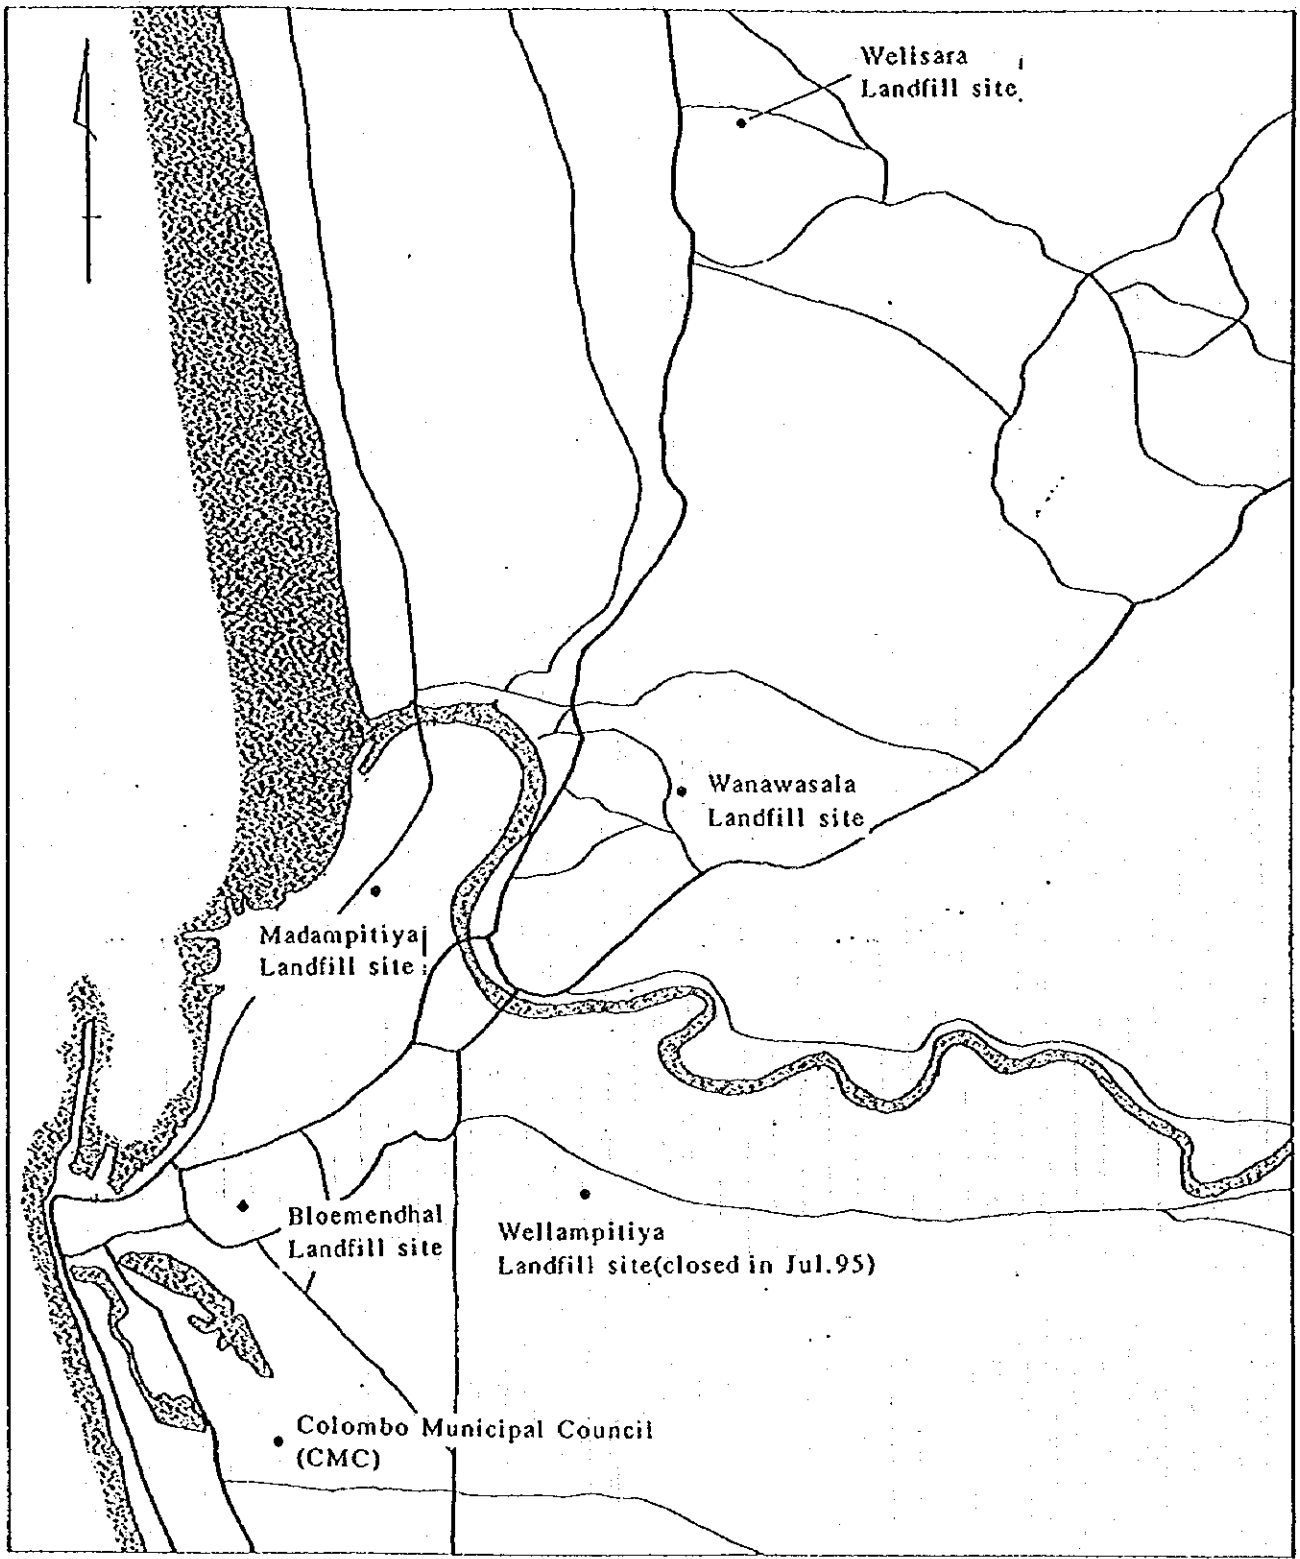 Welisara
Landfill site
Wanawasala
Landfill site
Madampitiya
Landfill site
Bloemendhal
Landfill site
Wellampitiya
Landfill site(closed in Jul.95)
Colombo Municipal Council
(CMC)